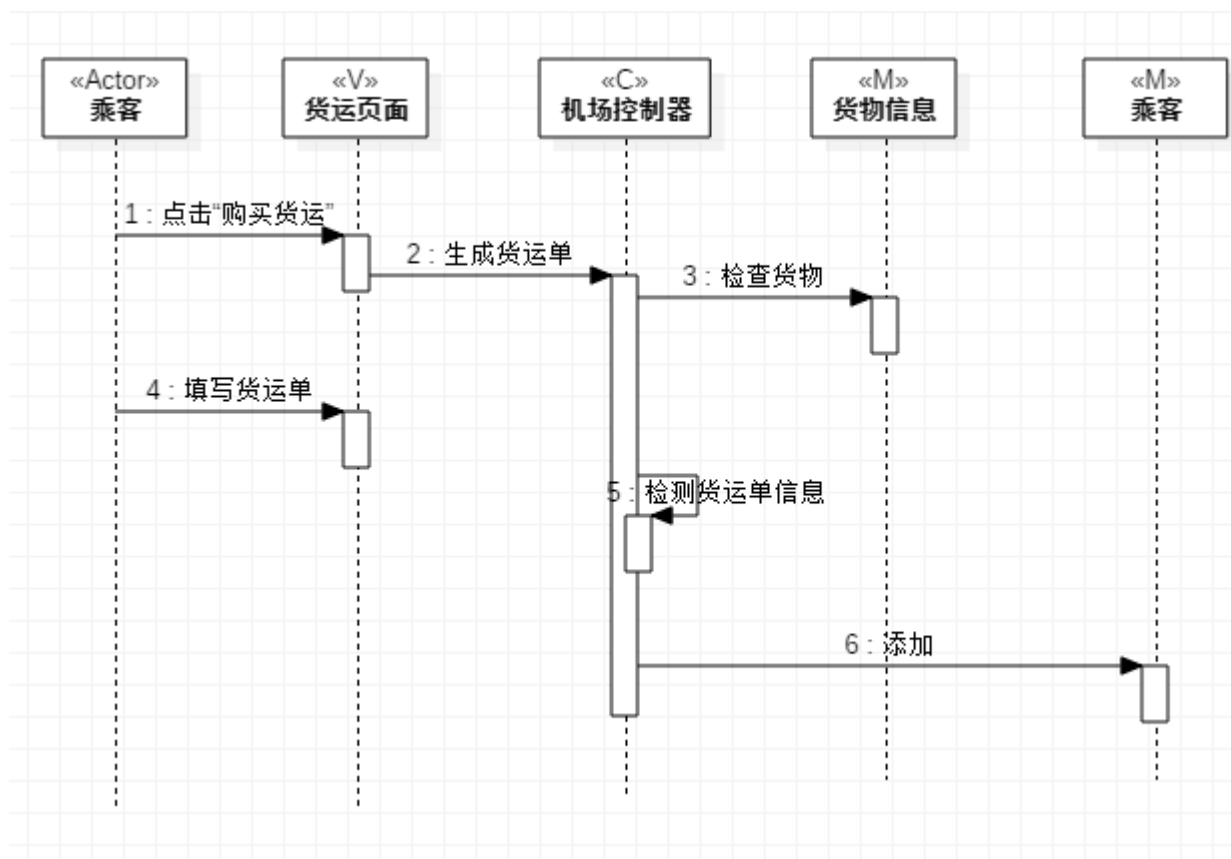 «Actor»
乘客
«V»
货运页面
«C»
机场控制器
«M»
货物信息
«M»
乘客
1 : 点击“购买货运”
2 : 生成货运单
3 : 检查货物
4 : 填写货运单
5 : 检测货运单信息
6 : 添加